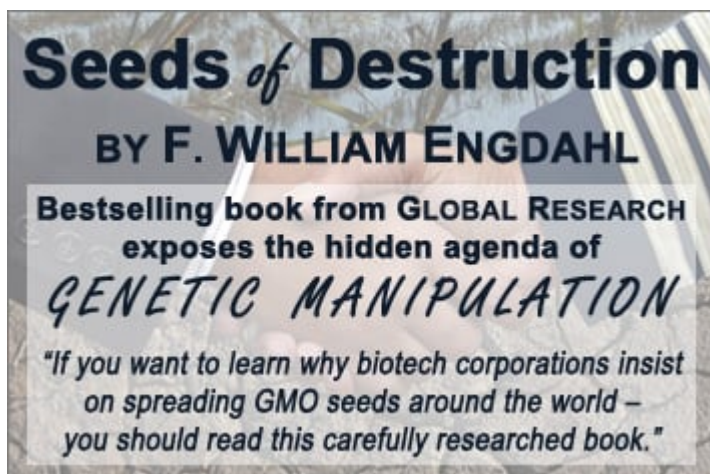 Seeds of Destruction
BY F. WILLIAM ENGDAHL
Bestselling book from GLOBAL RESEARCH
exposes the hidden agenda of
GENETIC MANIPULATION
“If you want to learn why biotech corporations insist
on spreading GMO seeds around the world –
you should read this carefully researched book.”